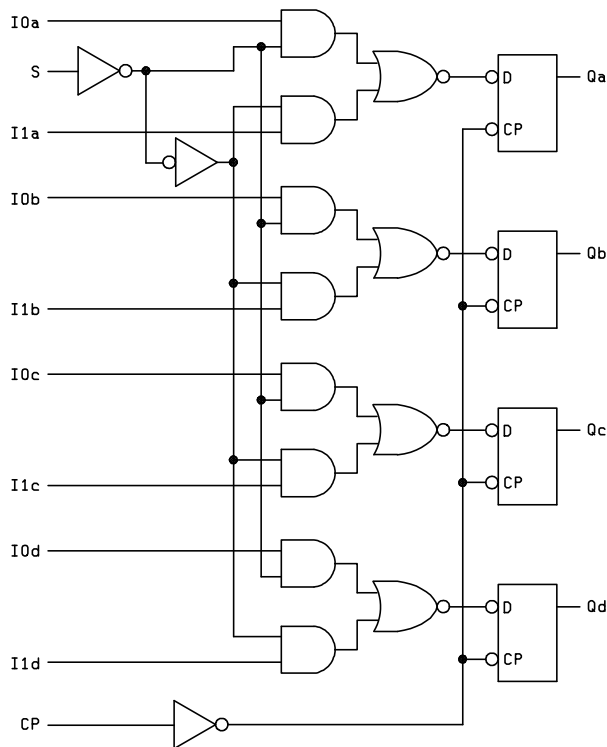 I0a
S
D
Qa
I1a
CP
I0b
D
Qb
I1b
CP
I0c
D
Qc
I1c
CP
I0d
D
Qd
I1d
CP
CP